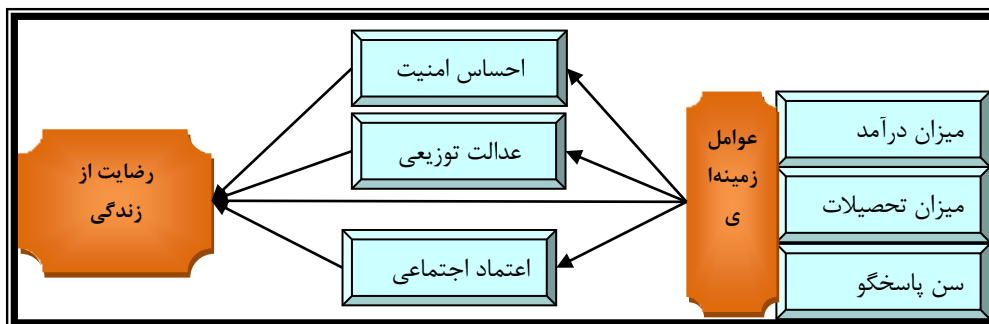 میزان درآمد
میزان تحصیلات
سن پاسخگو
عوامل
زمینه‌ا
ی
احساس امنیت
عدالت توزیعی
اعتماد اجتماعی
رضایت از
زندگی